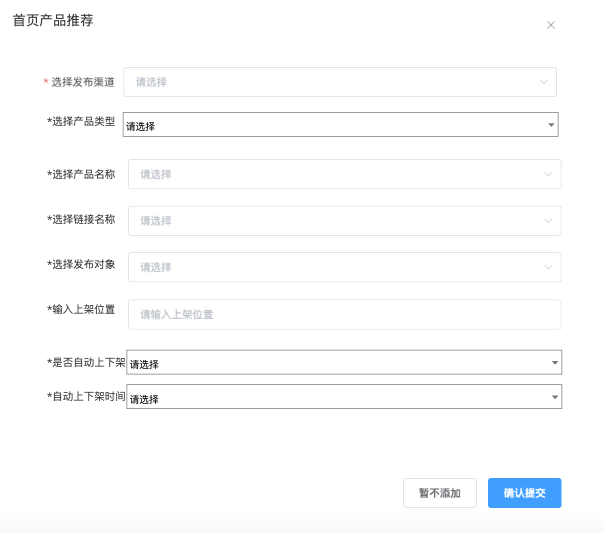 首页产品推荐
* 选择发布渠道 请选择
*选择产品类型 请选择
*选择产品名称 请选择
*选择链接名称 请选择
*选择发布对象 请选择
*输入上架位置 请输入上架位置
*是否自动上下架 请选择
*自动上下架时间 请选择
暂不添加 确认提交